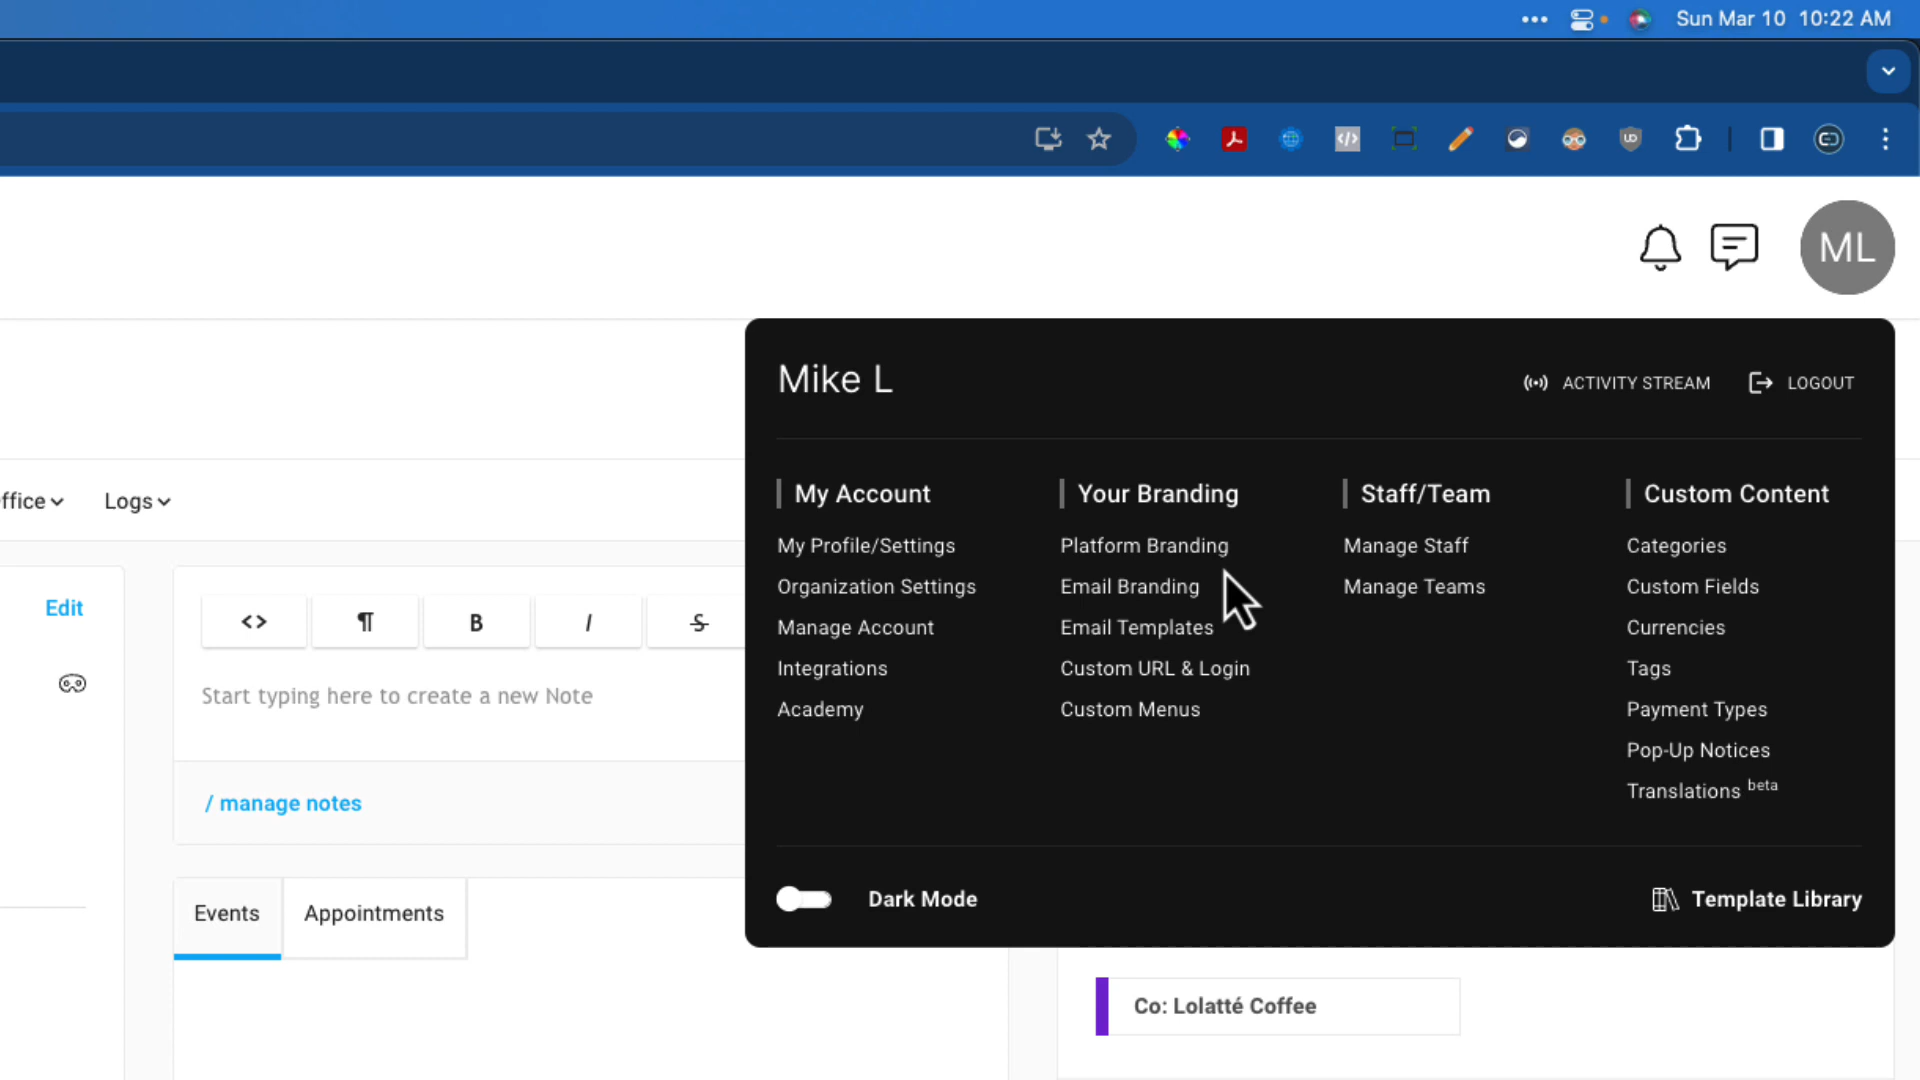 Sun Mar 10 10:22 AM
ML
Mike L
ACTIVITY STREAM
LOGOUT
ffice
Logs
My Account
My Profile/Settings
Organization Settings
Manage Account
Integrations
Academy
Your Branding
Platform Branding
Email Branding
Email Templates
Custom URL & Login
Custom Menus
Staff/Team
Manage Staff
Manage Teams
Custom Content
Categories
Custom Fields
Currencies
Tags
Payment Types
Pop-Up Notices
Translations beta
Dark Mode
Template Library
Edit
<> ¶ B I S
Start typing here to create a new Note
/ manage notes
Events
Appointments
Co: Lolatté Coffee